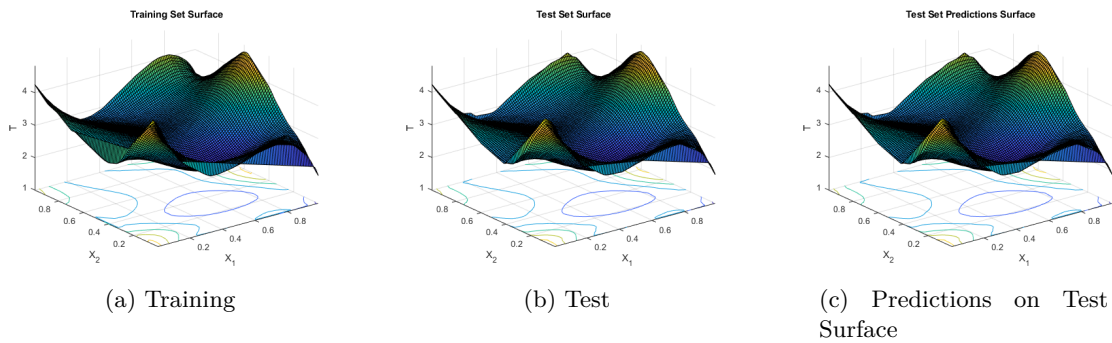 Training Set Surface
4
3
2
1
T
0.8
0.6
0.4
0.2
X2
0.2
0.4
0.6
0.8
X1
(a) Training
Test Set Surface
4
3
2
1
T
0.8
0.6
0.4
0.2
X2
0.2
0.4
0.6
0.8
X1
(b) Test
Test Set Predictions Surface
4
3
2
1
T
0.8
0.6
0.4
0.2
X2
0.2
0.4
0.6
0.8
X1
(c) Predictions on Test
Surface